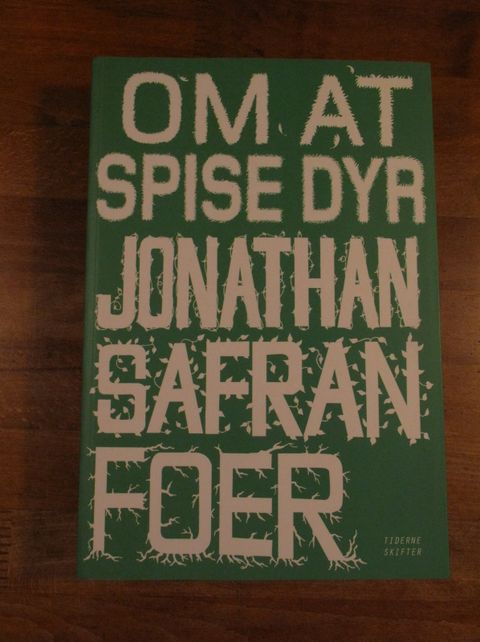 OM AT
SPISE DYR
JONATHAN
SAFRAN
FOER
TIDERNE
SKIFTER